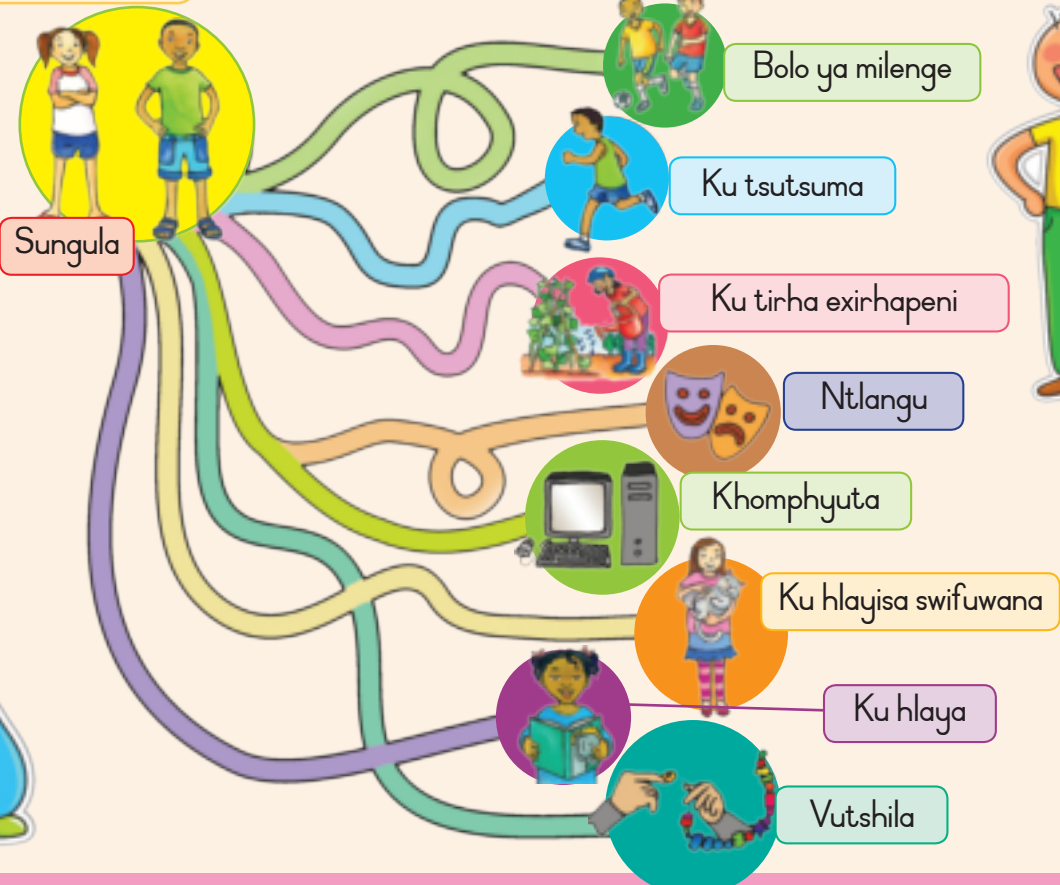 Sungula
Bolo ya milenge
Ku tsutsuma
Ku tirha exirhapeni
Ntlangu
Khomphyuta
Ku hlayisa swifuwana
Ku hlaya
Vutshila